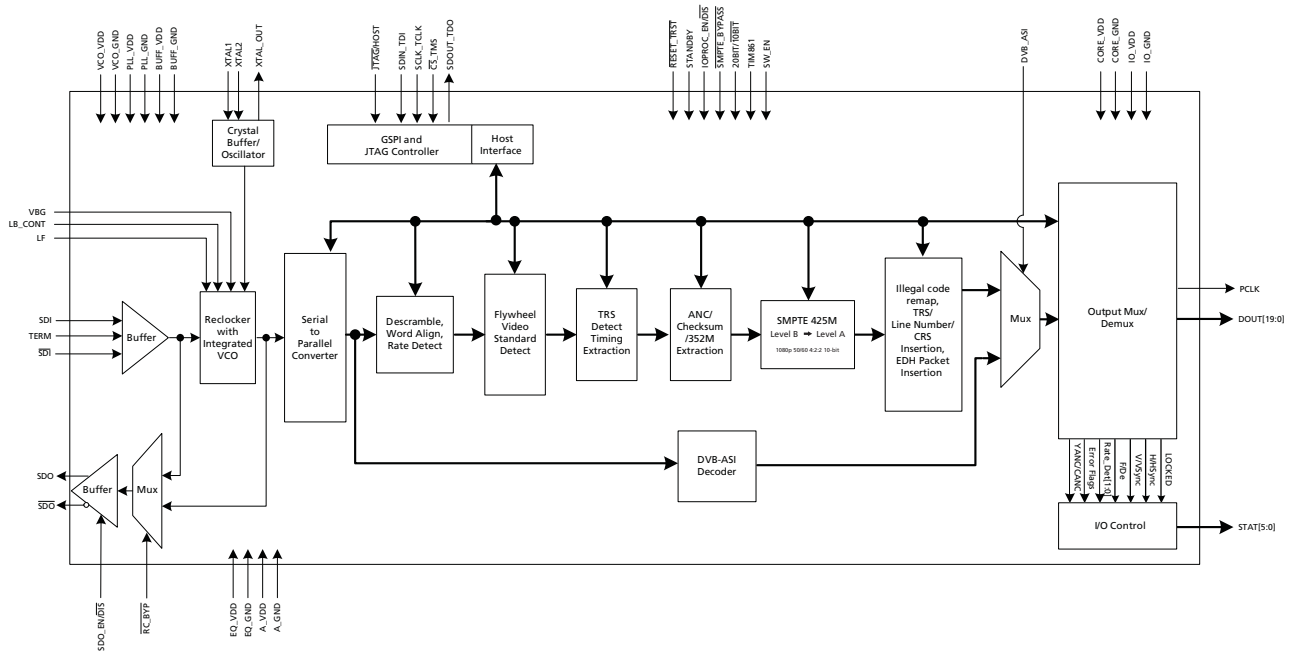 VCO_VDD
VCO_GND
PLL_VDD
PLL_GND
BUFF_VDD
BUFF_GND
XTAL1
XTAL2
XTAL_OUT
JTAG/HOST
SDIN_TDI
SCLK_TCLK
CS_TMS
SDOUT_TDO
RESET_TRST
STANDBY
IOPROC_EN/DIS
SMPTE_BYPASS
20BIT/10BIT
TIM861
SW_EN
DVB_ASI
CORE_VDD
CORE_GND
IO_VDD
IO_GND
Crystal
Buffer/
Oscillator
GSPI and
JTAG Controller
Host
Interface
VBG
LB_CONT
LF
SDI
TERM
SDI
Buffer
Reclocker
with
Integrated
VCO
Serial
to
Parallel
Converter
Descramble,
Word Align,
Rate Detect
Flywheel
Video
Standard
Detect
TRS
Detect
Timing
Extraction
ANC/
Checksum
/352M
Extraction
SMPTE 425M
Level B → Level A
1080p 50/60 4:2:2 10-bit
Illegal code
remap,
TRS/
Line Number/
CRS
Insertion,
EDH Packet
Insertion
Mux
Output Mux/
Demux
PCLK
DOUT[19:0]
DVB-ASI
Decoder
SDO
SDO
Buffer
Mux
YANC/CANC
Error Flags
Rate_Det[1:0]
F/De
V/VSync
H/HSync
LOCKED
I/O Control
STAT[5:0]
SDO_EN/DIS
RC_BYP
EQ_VDD
EQ_GND
A_VDD
A_GND